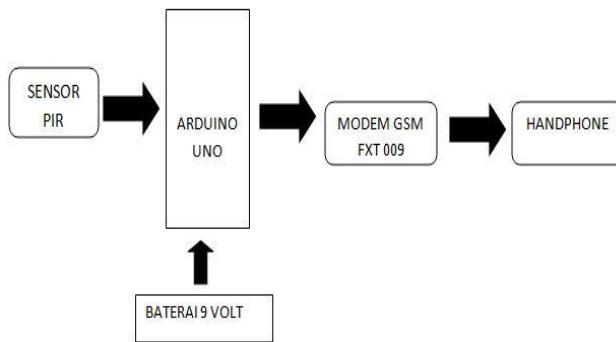 SENSOR
PIR
ARDUINO
UNO
MODEM GSM
FXT 009
HANDPHONE
BATERAI 9 VOLT